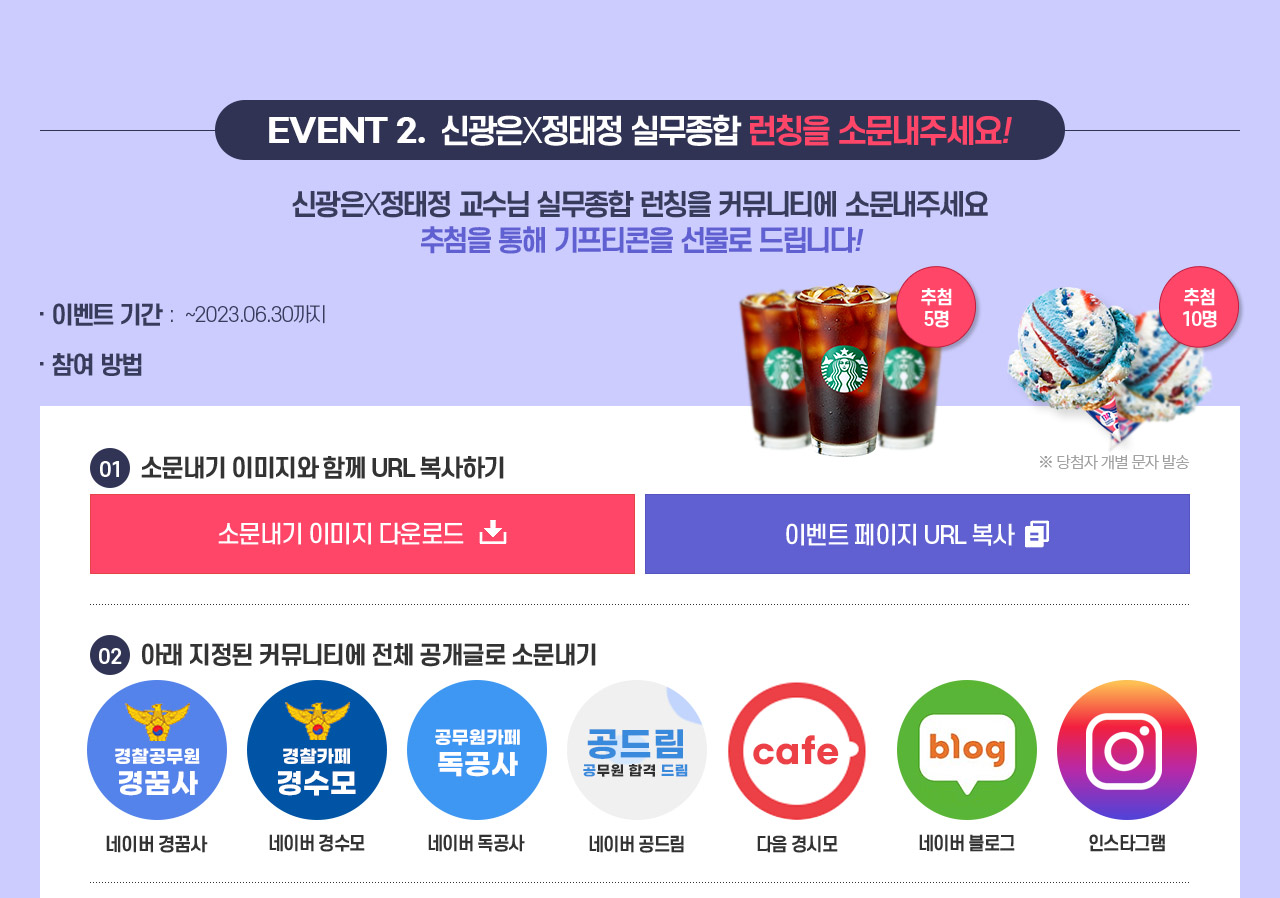 EVENT 2. 신광은X정태정 실무종합 런칭을 소문내주세요!
신광은X정태정 교수님 실무종합 런칭을 커뮤니티에 소문내주세요
추첨을 통해 기프티콘을 선물로 드립니다!
· 이벤트 기간 : ~2023.06.30까지
· 참여 방법
추첨
5명
추첨
10명
※ 당첨자 개별 문자 발송
01 소문내기 이미지와 함께 URL 복사하기
소문내기 이미지 다운로드
이벤트 페이지 URL 복사
02 아래 지정된 커뮤니티에 전체 공개글로 소문내기
경찰공무원
경꿈사
경찰카페
경수모
공무원카페
독공사
공드림
공무원 합격 드림
cafe
blog
네이버 경꿈사
네이버 경수모
네이버 독공사
네이버 공드림
다음 경시모
네이버 블로그
인스타그램